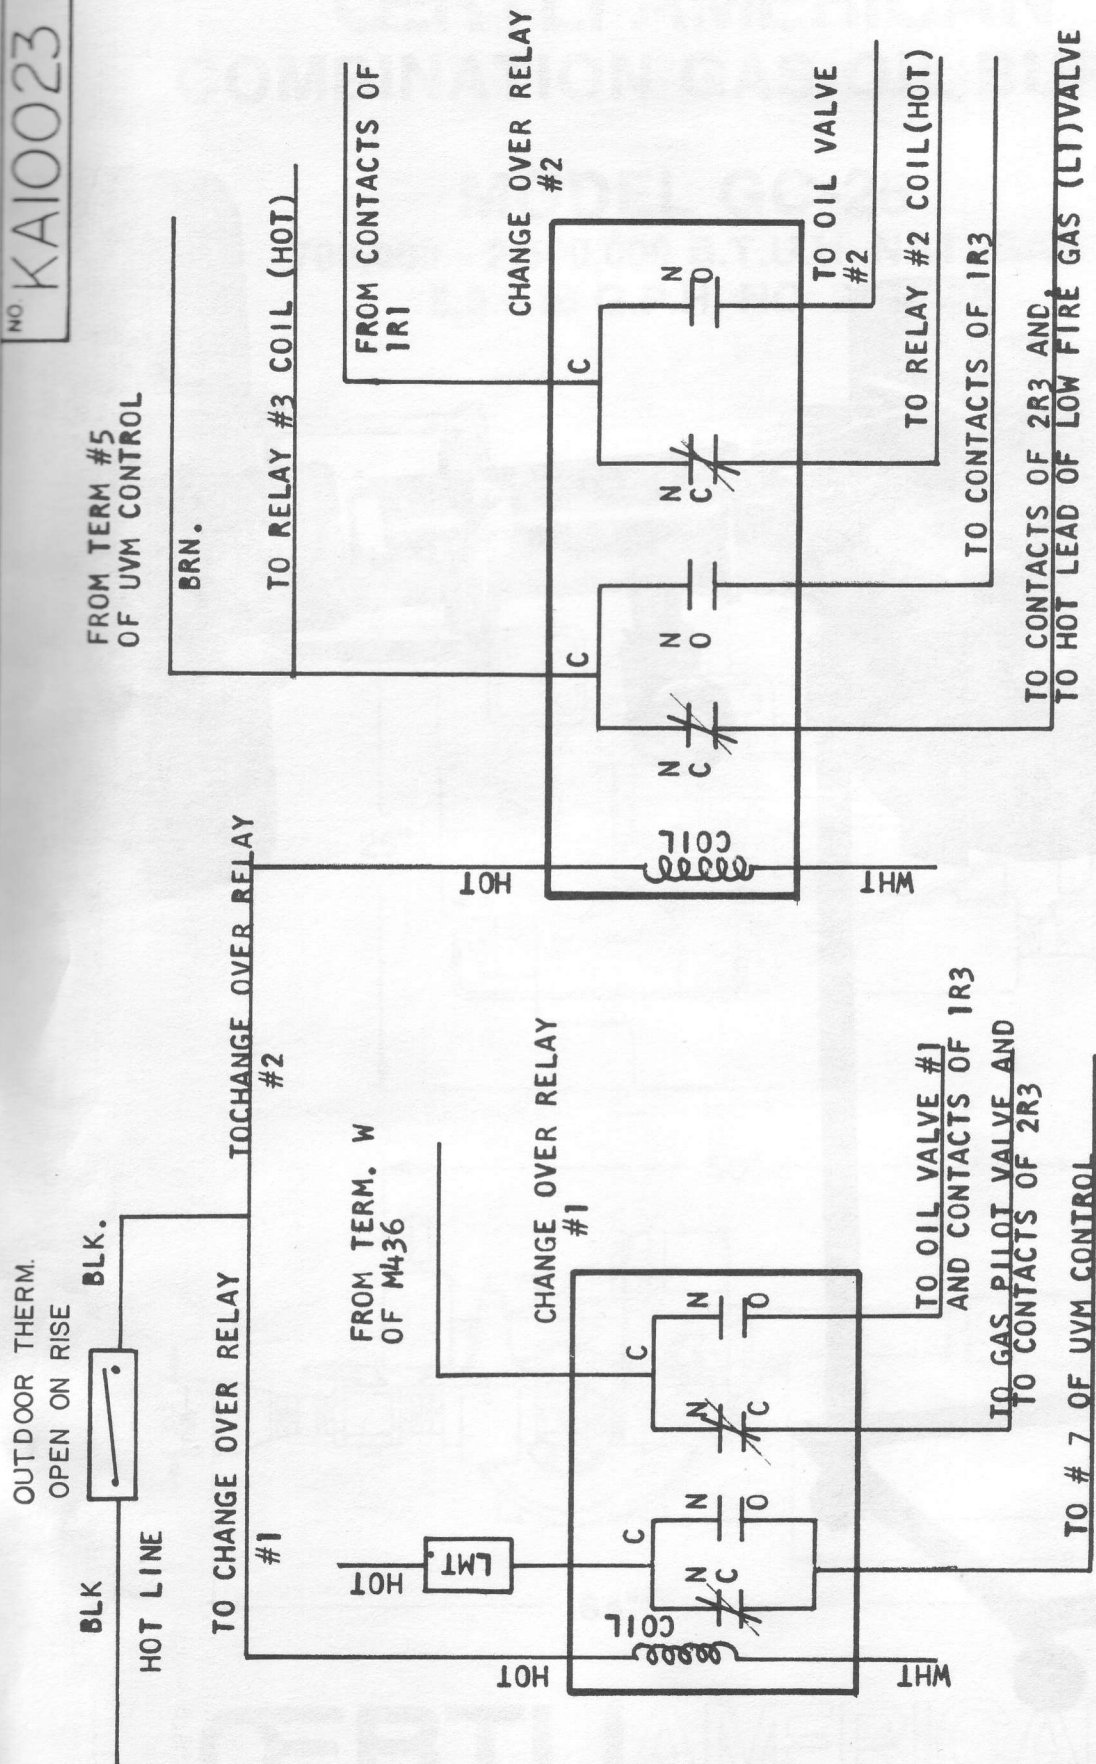 NO. KA10023
OUTDOOR THERM.
OPEN ON RISE
BLK
BLK.
HOT LINE
TO CHANGE OVER RELAY
#1
TOCHANGE OVER RELAY
#2
FROM TERM #5
OF UVM CONTROL
BRN.
TO RELAY #3 COIL (HOT)
FROM CONTACTS OF
1R1
CHANGE OVER RELAY
#2
HOT
COIL
WHT
C
N
C
N
O
C
N
C
N
O
TO OIL VALVE
#2
TO RELAY #2 COIL(HOT)
TO CONTACTS OF 1R3
TO CONTACTS OF 2R3 AND
TO HOT LEAD OF LOW FIRE GAS (L1)VALVE
FROM TERM. W
OF M436
CHANGE OVER RELAY
#1
HOT
LMT
HOT
COIL
WHT
C
N
C
N
O
C
N
C
N
O
TO OIL VALVE #1
AND CONTACTS OF 1R3
TO GAS PILOT VALVE AND
TO CONTACTS OF 2R3
TO # 7 OF UVM CONTROL